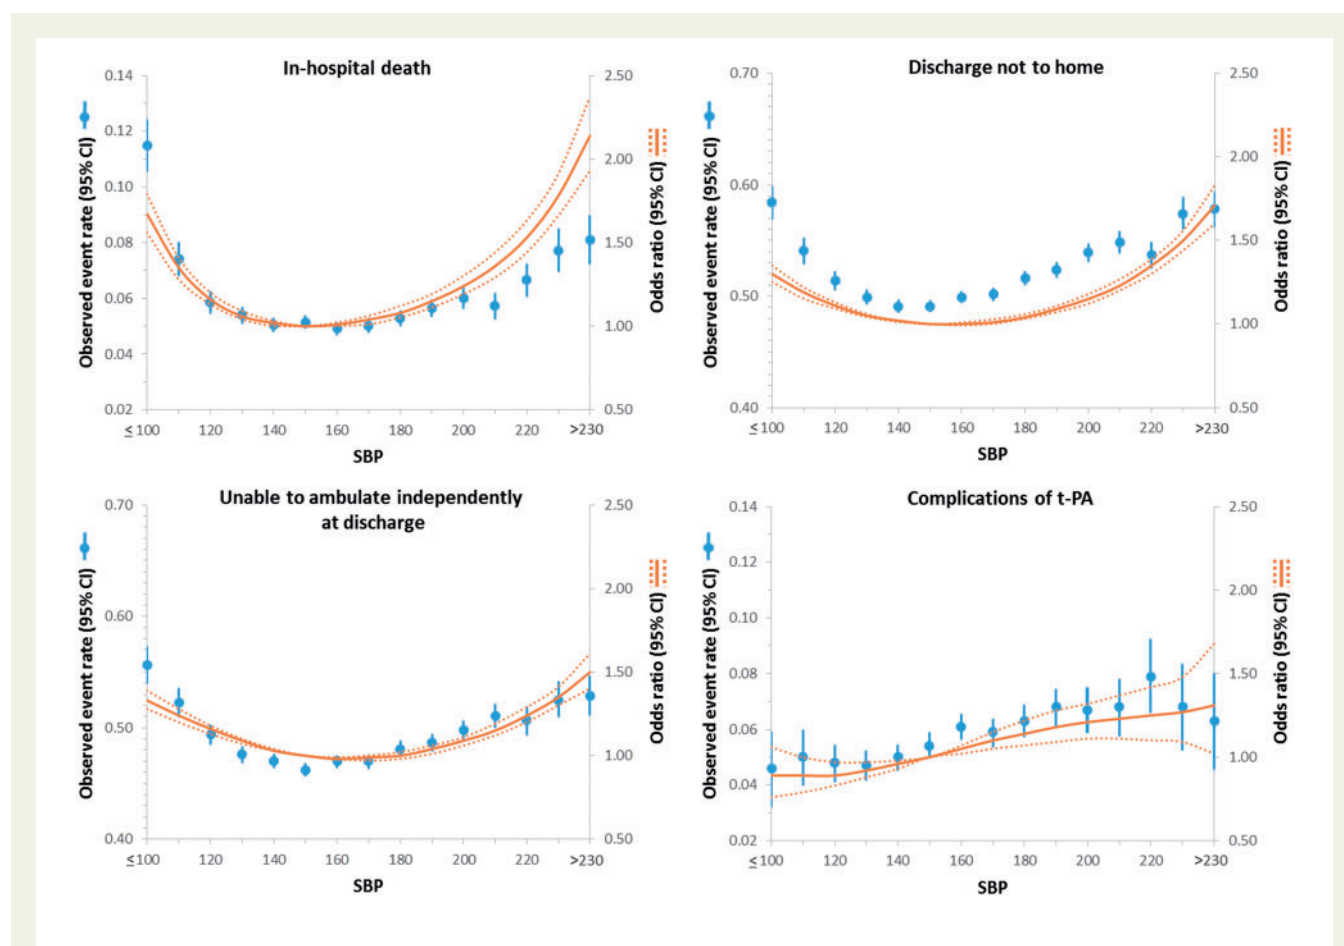 In-hospital death
Observed event rate (95% CI)
0.14
0.12
0.10
0.08
0.06
0.04
0.02
2.50
2.00
1.50
1.00
0.50
Odds ratio (95% CI)
≤100 120 140 160 180 200 220 >230
SBP
Discharge not to home
Observed event rate (95% CI)
0.70
0.60
0.50
0.40
2.50
2.00
1.50
1.00
0.50
Odds ratio (95% CI)
≤100 120 140 160 180 200 220 >230
SBP
Unable to ambulate independently
at discharge
Observed event rate (95% CI)
0.70
0.60
0.50
0.40
2.50
2.00
1.50
1.00
0.50
Odds ratio (95% CI)
≤100 120 140 160 180 200 220 >230
SBP
Complications of t-PA
Observed event rate (95% CI)
0.14
0.12
0.10
0.08
0.06
0.04
0.02
2.50
2.00
1.50
1.00
0.50
Odds ratio (95% CI)
≤100 120 140 160 180 200 220 >230
SBP